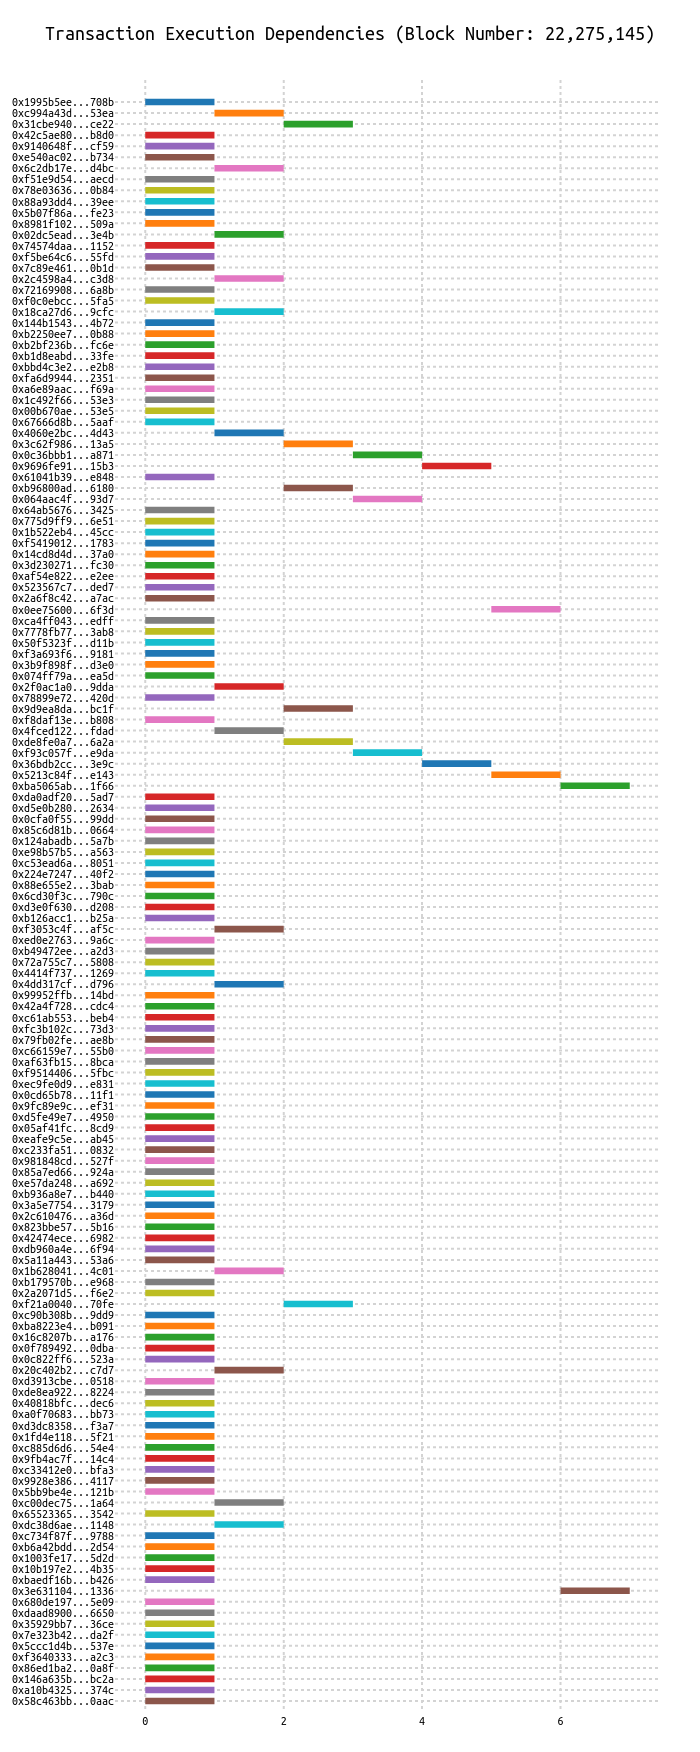 Transaction Execution Dependencies (Block Number: 22,275,145)
0x1995b5ee...708b
0xc994a43d...53ea
0x31cbe940...ce22
0x42c5ae80...b8d0
0x9140648f...cf59
0xe540ac02...b734
0x6c2db17e...d4bc
0xf51e9d54...aecd
0x78e03636...0b84
0x88a93dd4...39ee
0x5b07f86a...fe23
0x8981f102...509a
0x02dc5ead...3e4b
0x74574daa...1152
0xf5be64c6...55fd
0x7c89e461...0b1d
0x2c4598a4...c3d8
0x72169908...6a8b
0xf0c0ebcc...5fa5
0x18ca27d6...9cfc
0x144b1543...4b72
0xb2250ee7...0b88
0xb2bf236b...fc6e
0xb1d8eabd...33fe
0xbbd4c3e2...e2b8
0xfa6d9944...2351
0xa6e89aac...f69a
0x1c492f66...53e3
0x00b670ae...53e5
0x67666d8b...5aaf
0x4060e2bc...4d43
0x3c62f986...13a5
0x0c36bbb1...a871
0x9696fe91...15b3
0x61041b39...e848
0xb96800ad...6180
0x064aac4f...93d7
0x64ab5676...3425
0x775d9ff9...6e51
0x1b522eb4...45cc
0xf5419012...1783
0x14cd8d4d...37a0
0x3d230271...fc30
0xaf54e822...e2ee
0x523567c7...ded7
0x2a6f8c42...a7ac
0x0ee75600...6f3d
0xca4ff043...edff
0x7778fb77...3ab8
0x50f5323f...d11b
0xf3a693f6...9181
0x3b9f898f...d3e0
0x074ff79a...ea5d
0x2f0ac1a0...9dda
0x78899e72...420d
0x9d9ea8da...bc1f
0xf8daf13e...b808
0x4fced122...fdad
0xde8fe0a7...6a2a
0xf93c057f...e9da
0x36bdb2cc...3e9c
0x5213c84f...e143
0xba5065ab...1f66
0xda0adf20...5ad7
0xd5e0b280...2634
0x0cfa0f55...99dd
0x85c6d81b...0664
0x124abadb...5a7b
0xe98b57b5...a563
0xc53ead6a...8051
0x224e7247...40f2
0x88e655e2...3bab
0x6cd30f3c...790c
0xd3e0f630...d208
0xb126acc1...b25a
0xf3053c4f...af5c
0xed0e2763...9a6c
0xb49472ee...a2d3
0x72a755c7...5808
0x4414f737...1269
0x4dd317cf...d796
0x99952ffb...14bd
0x42a4f728...cdc4
0xc61ab553...beb4
0xfc3b102c...73d3
0x79fb02fe...ae8b
0xc66159e7...55b0
0xaf63fb15...8bca
0xf9514406...5fbc
0xec9fe0d9...e831
0x0cd65b78...11f1
0x9fc89e9c...ef31
0xd5fe49e7...4950
0x05af41fc...8cd9
0xeafe9c5e...ab45
0xc233fa51...0832
0x981848cd...527f
0x85a7ed66...924a
0xe57da248...a692
0xb936a8e7...b440
0x3a5e7754...3179
0x2c610476...a36d
0x823bbe57...5b16
0x42474ece...6982
0xdb960a4e...6f94
0x5a11a443...53a6
0x1b628041...4c01
0xb179570b...e968
0x2a2071d5...f6e2
0xf21a0040...70fe
0xc90b308b...9dd9
0xba8223e4...b091
0x16c8207b...a176
0x0f789492...0dba
0x0c822ff6...523a
0x20c402b2...c7d7
0xd3913cbe...0518
0xde8ea922...8224
0x40818bfc...dec6
0xa0f70683...bb73
0xd3dc8358...f3a7
0x1fd4e118...5f21
0xc885d6d6...54e4
0x9fb4ac7f...14c4
0xc33412e0...bfa3
0x9928e386...4117
0x5bb9be4e...121b
0xc00dec75...1a64
0x65523365...3542
0xdc38d6ae...1148
0xc734f87f...9788
0xb6a42bdd...2d54
0x1003fe17...5d2d
0x10b197e2...4b35
0xbaedf16b...b426
0x3e631104...1336
0x680de197...5e09
0xdaad8900...6650
0x35929bb7...36ce
0x7e323b42...da2f
0x5ccc1d4b...537e
0xf3640333...a2c3
0x86ed1ba2...0a8f
0x146a635b...bc2a
0xa10b4325...374c
0x58c463bb...0aac
0 2 4 6